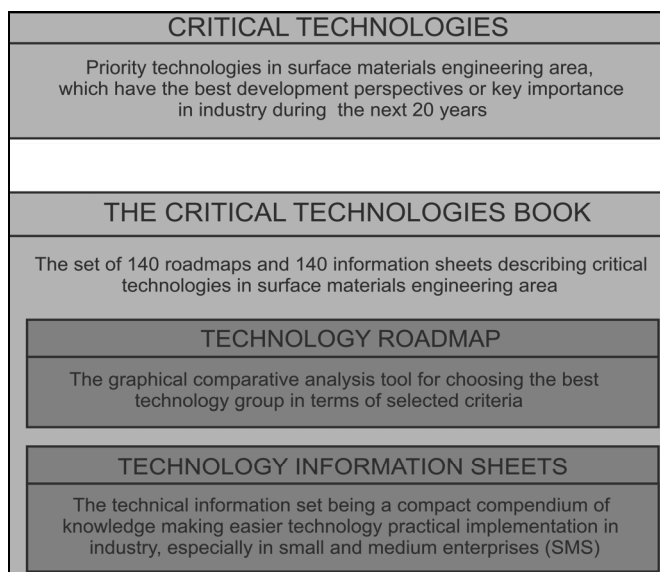 CRITICAL TECHNOLOGIES
Priority technologies in surface materials engineering area,
which have the best development perspectives or key importance
in industry during the next 20 years
THE CRITICAL TECHNOLOGIES BOOK
The set of 140 roadmaps and 140 information sheets describing critical
technologies in surface materials engineering area
TECHNOLOGY ROADMAP
The graphical comparative analysis tool for choosing the best
technology group in terms of selected criteria
TECHNOLOGY INFORMATION SHEETS
The technical information set being a compact compendium of
knowledge making easier technology practical implementation in
industry, especially in small and medium enterprises (SMS)